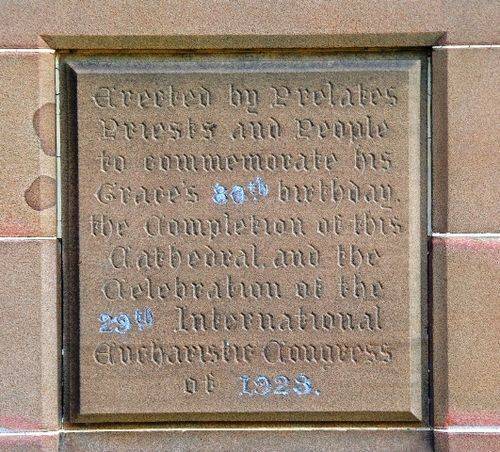 Erected by Prelates
Priests and People
to commemorate his
Grace's 80th birthday
the Completion of this
Cathedral, and the
Celebration of the
29th International
Eucharistic Congress
of 1928.